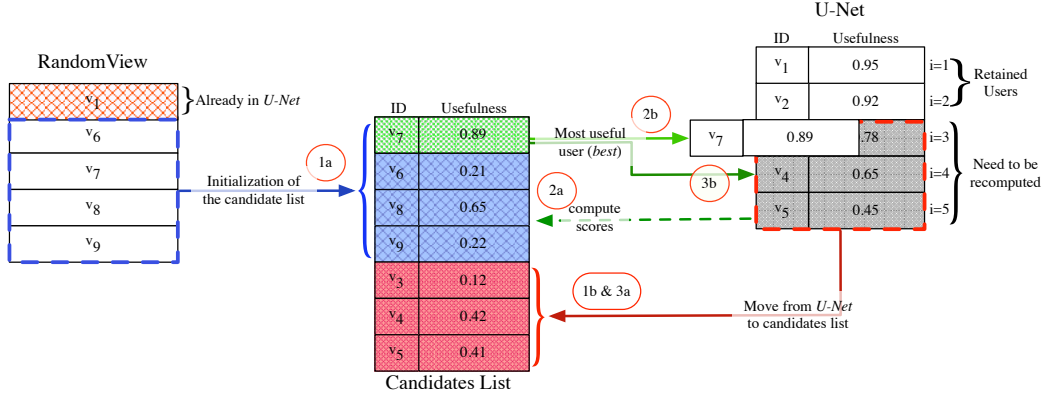 U-Net
ID Usefulness
v1 0.95 i=1
v2 0.92 i=2
Retained
Users
v7 0.89 .78 i=3
v4 0.65 i=4
v5 0.45 i=5
Need to be
recomputed
RandomView
v1
Already in U-Net
v6
v7
v8
v9
1a
Initialization of
the candidate list
ID Usefulness
v7 0.89
v6 0.21
v8 0.65
v9 0.22
v3 0.12
v4 0.42
v5 0.41
Candidates List
Most useful
user (best)
2b
3b
2a
compute
scores
1b & 3a
Move from U-Net
to candidates list